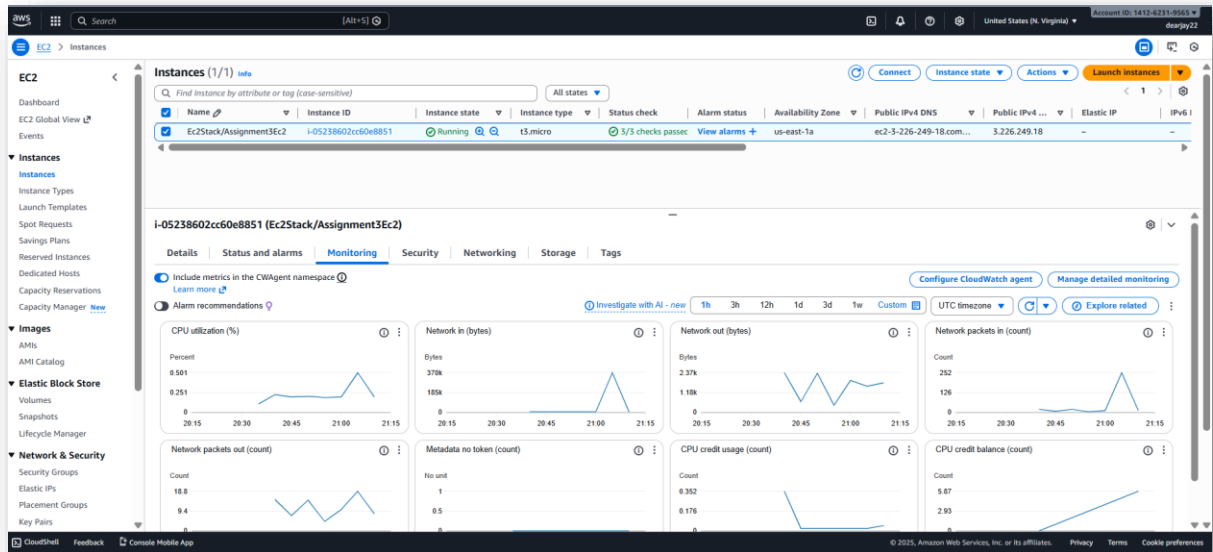 aws
Search
[Alt+S]
United States (N. Virginia)
Account ID: 1412-6231-9565
dearjay22
EC2 > Instances
EC2
Dashboard
EC2 Global View
Events
Instances
Instances
Instance Types
Launch Templates
Spot Requests
Savings Plans
Reserved Instances
Dedicated Hosts
Capacity Reservations
Capacity Manager New
Images
AMIs
AMI Catalog
Elastic Block Store
Volumes
Snapshots
Lifecycle Manager
Network & Security
Security Groups
Elastic IPs
Placement Groups
Key Pairs
Instances (1/1) Info
Connect Instance state Actions Launch instances
Find Instance by attribute or tag (case-sensitive) All states 1
Name Instance ID Instance state Instance type Status check Alarm status Availability Zone Public IPv4 DNS Public IPv4 ... Elastic IP IPv6 I
Ec2Stack/Assignment3Ec2 i-05238602cc60e8851 Running t3.micro 3/3 checks passec View alarms + us-east-1a ec2-3-226-249-18.com... 3.226.249.18 – –
i-05238602cc60e8851 (Ec2Stack/Assignment3Ec2)
Details Status and alarms Monitoring Security Networking Storage Tags
Include metrics in the CWAgent namespace
Learn more
Configure CloudWatch agent Manage detailed monitoring
Alarm recommendations
Investigate with AI - new 1h 3h 12h 1d 3d 1w Custom UTC timezone Explore related
CPU utilization (%)
Percent
0.501
0.251
0
20:15 20:30 20:45 21:00 21:15
Network in (bytes)
Bytes
370k
185k
0
20:15 20:30 20:45 21:00 21:15
Network out (bytes)
Bytes
2.37k
1.18k
0
20:15 20:30 20:45 21:00 21:15
Network packets in (count)
Count
252
126
0
20:15 20:30 20:45 21:00 21:15
Network packets out (count)
Count
18.8
9.4
0
Metadata no token (count)
No unit
1
0.5
0
CPU credit usage (count)
Count
0.352
0.176
0
CPU credit balance (count)
Count
5.87
2.93
0
CloudShell Feedback Console Mobile App
© 2025, Amazon Web Services, Inc. or its affiliates. Privacy Terms Cookie preferences